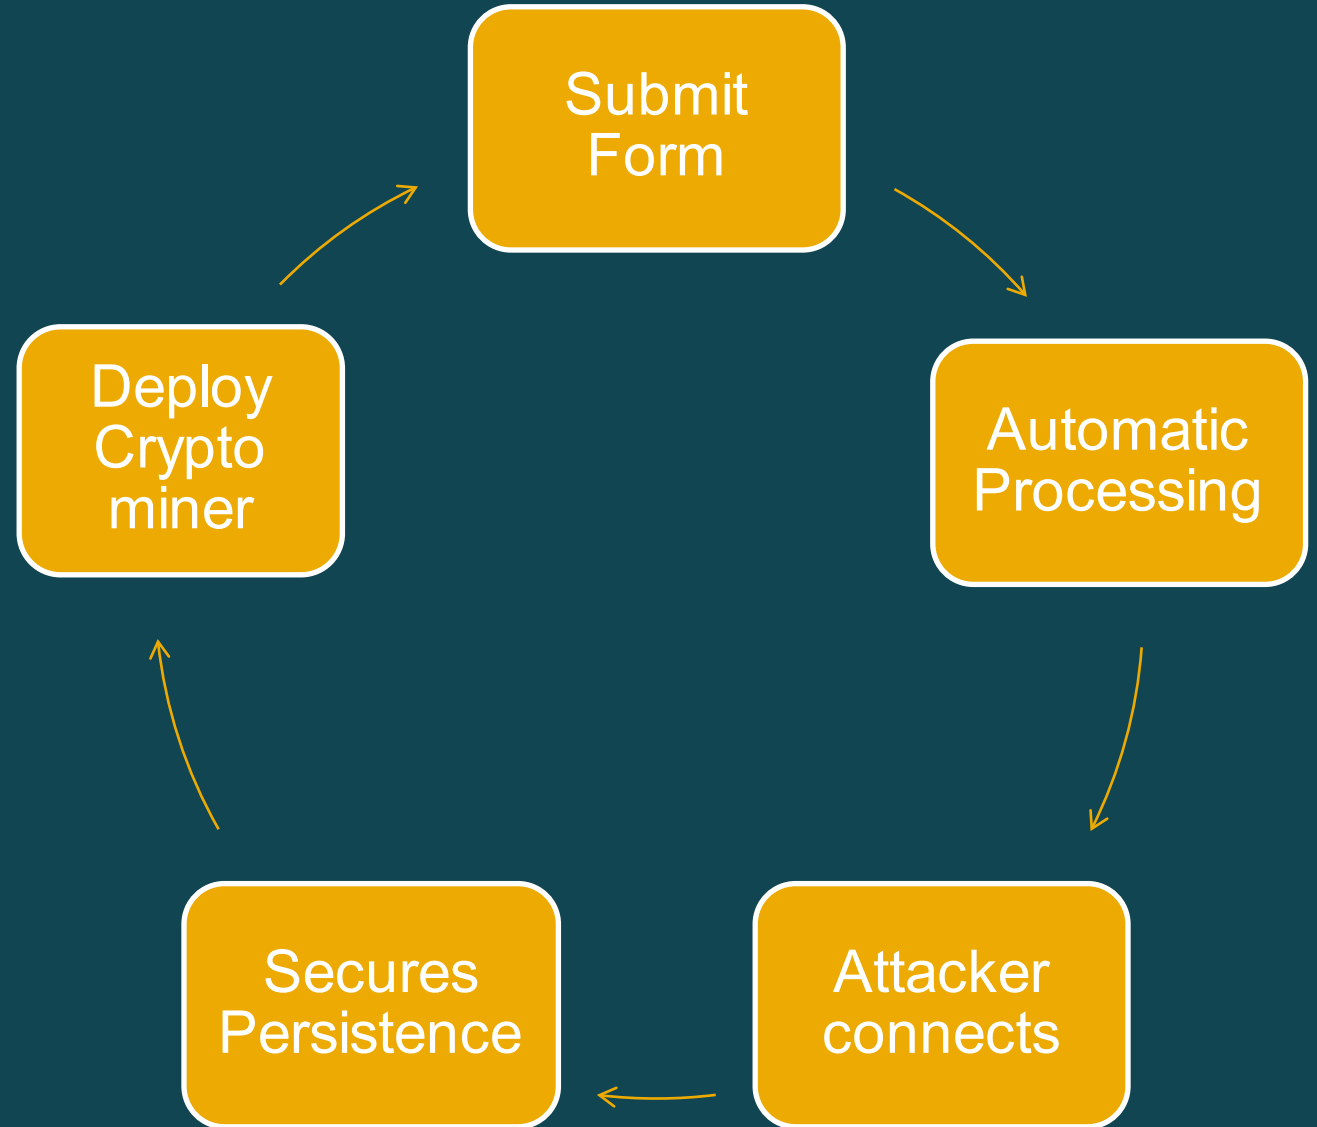 Submit
Form
Automatic
Processing
Attacker
connects
Secures
Persistence
Deploy
Crypto
miner